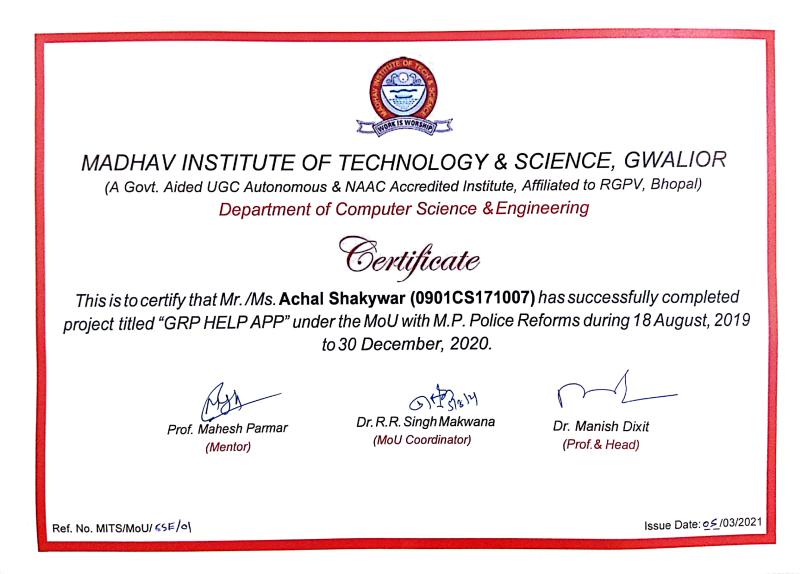 MADHAV INSTITUTE OF TECH & SCIENCE
WORK IS WORSHIP
MADHAV INSTITUTE OF TECHNOLOGY & SCIENCE, GWALIOR
(A Govt. Aided UGC Autonomous & NAAC Accredited Institute, Affiliated to RGPV, Bhopal)
Department of Computer Science & Engineering
Certificate
This is to certify that Mr./Ms. Achal Shakywar (0901CS171007) has successfully completed
project titled “GRP HELP APP” under the MoU with M.P. Police Reforms during 18 August, 2019
to 30 December, 2020.
Prof. Mahesh Parmar
(Mentor)
Dr. R.R. Singh Makwana
(MoU Coordinator)
Dr. Manish Dixit
(Prof. & Head)
Ref. No. MITS/MoU/ CSE/01
Issue Date: 05/03/2021